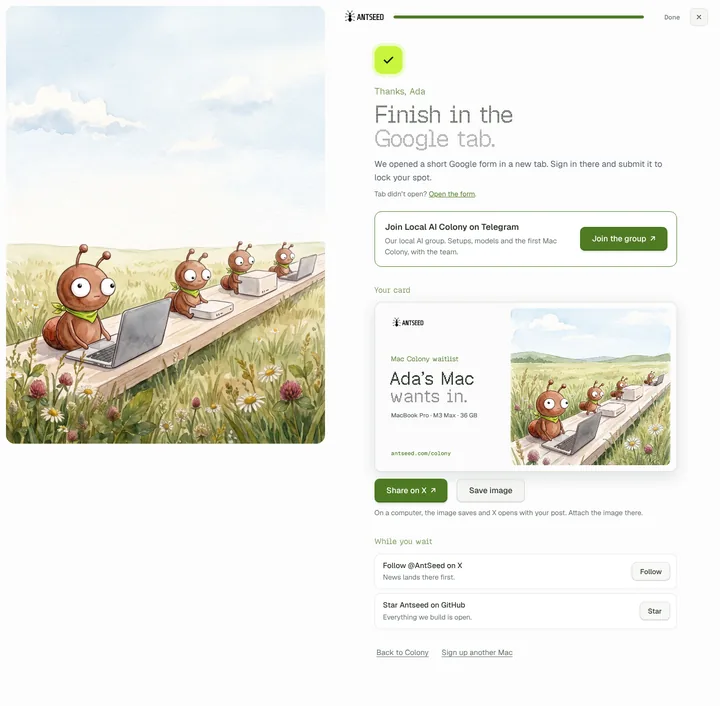 ANTSEED
Done
Thanks, Ada
Finish in the
Google tab.
We opened a short Google form in a new tab. Sign in there and submit it to
lock your spot.
Tab didn't open? Open the form.
Join Local AI Colony on Telegram
Our local AI group. Setups, models and the first Mac
Colony, with the team.
Join the group ↗
Your card
ANTSEED
Mac Colony waitlist
Ada's Mac
wants in.
MacBook Pro · M3 Max · 36 GB
antseed.com/colony
Share on X ↗
Save image
On a computer, the image saves and X opens with your post. Attach the image there.
While you wait
Follow @AntSeed on X
News lands there first.
Follow
Star Antseed on GitHub
Everything we build is open.
Star
Back to Colony
Sign up another Mac